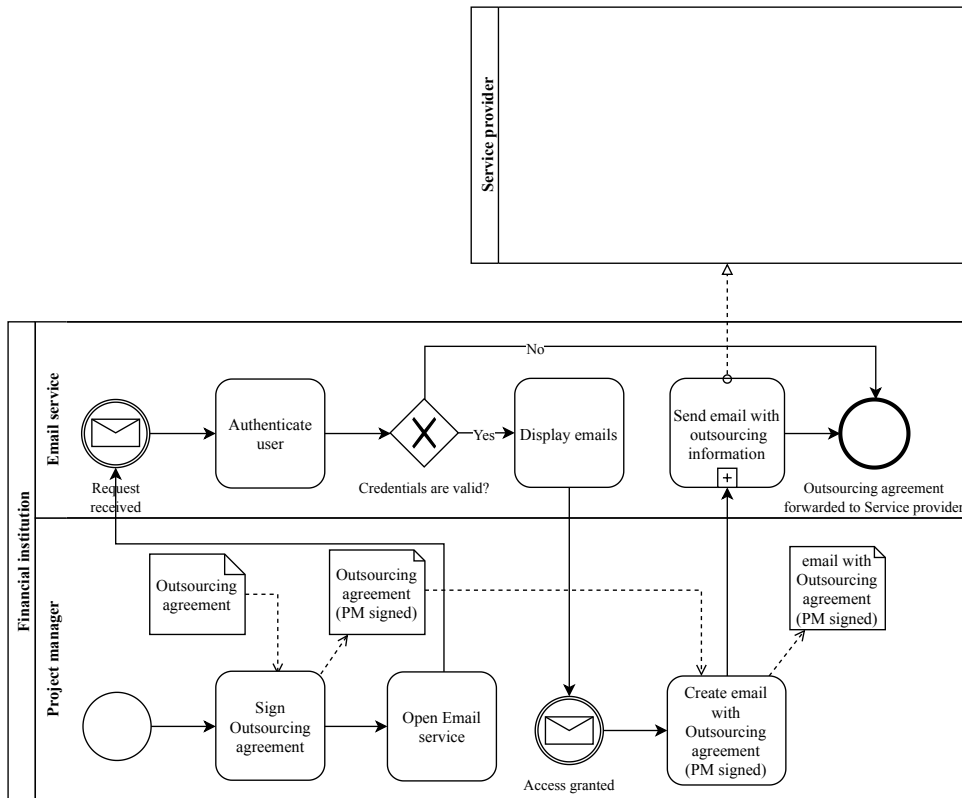 Service provider
Financial institution
Email service
No
Authenticate
user
Yes
Display emails
Send email with
outsourcing
information
Request
received
Credentials are valid?
Outsourcing agreement
forwarded to Service provider
Project manager
Outsourcing
agreement
Outsourcing
agreement
(PM signed)
email with
Outsourcing
agreement
(PM signed)
Sign
Outsourcing
agreement
Open Email
service
Access granted
Create email
with
Outsourcing
agreement
(PM signed)